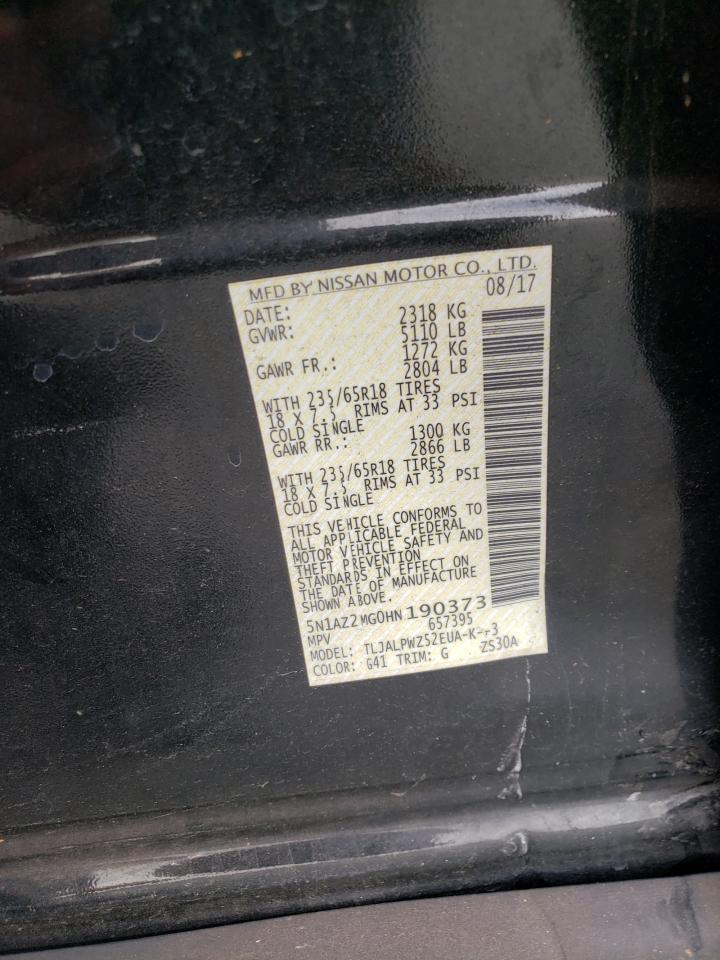 MFD BY NISSAN MOTOR CO., LTD.
DATE: 08/17
GVWR: 2318 KG
5110 LB
GAWR FR.: 1272 KG
2804 LB
WITH 235/65R18 TIRES
18 X 7.5 RIMS AT 33 PSI
COLD SINGLE
GAWR RR.: 1300 KG
2866 LB
WITH 235/65R18 TIRES
18 X 7.5 RIMS AT 33 PSI
COLD SINGLE
THIS VEHICLE CONFORMS TO
ALL APPLICABLE FEDERAL
MOTOR VEHICLE SAFETY AND
THEFT PREVENTION
STANDARDS IN EFFECT ON
THE DATE OF MANUFACTURE
SHOWN ABOVE.
5N1AZ2MG0HN190373
MPV 657395
MODEL: TLJALPWZ52EUA-K-
COLOR: G41 TRIM: G ZS30A